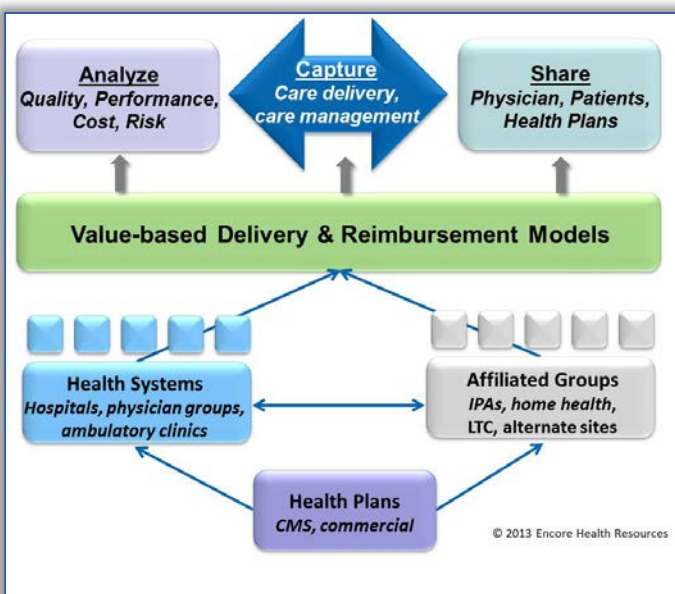 Analyze
Quality, Performance,
Cost, Risk
Capture
Care delivery,
care management
Share
Physician, Patients,
Health Plans
Value-based Delivery & Reimbursement Models
Health Systems
Hospitals, physician groups,
ambulatory clinics
Affiliated Groups
IPAs, home health,
LTC, alternate sites
Health Plans
CMS, commercial
© 2013 Encore Health Resources